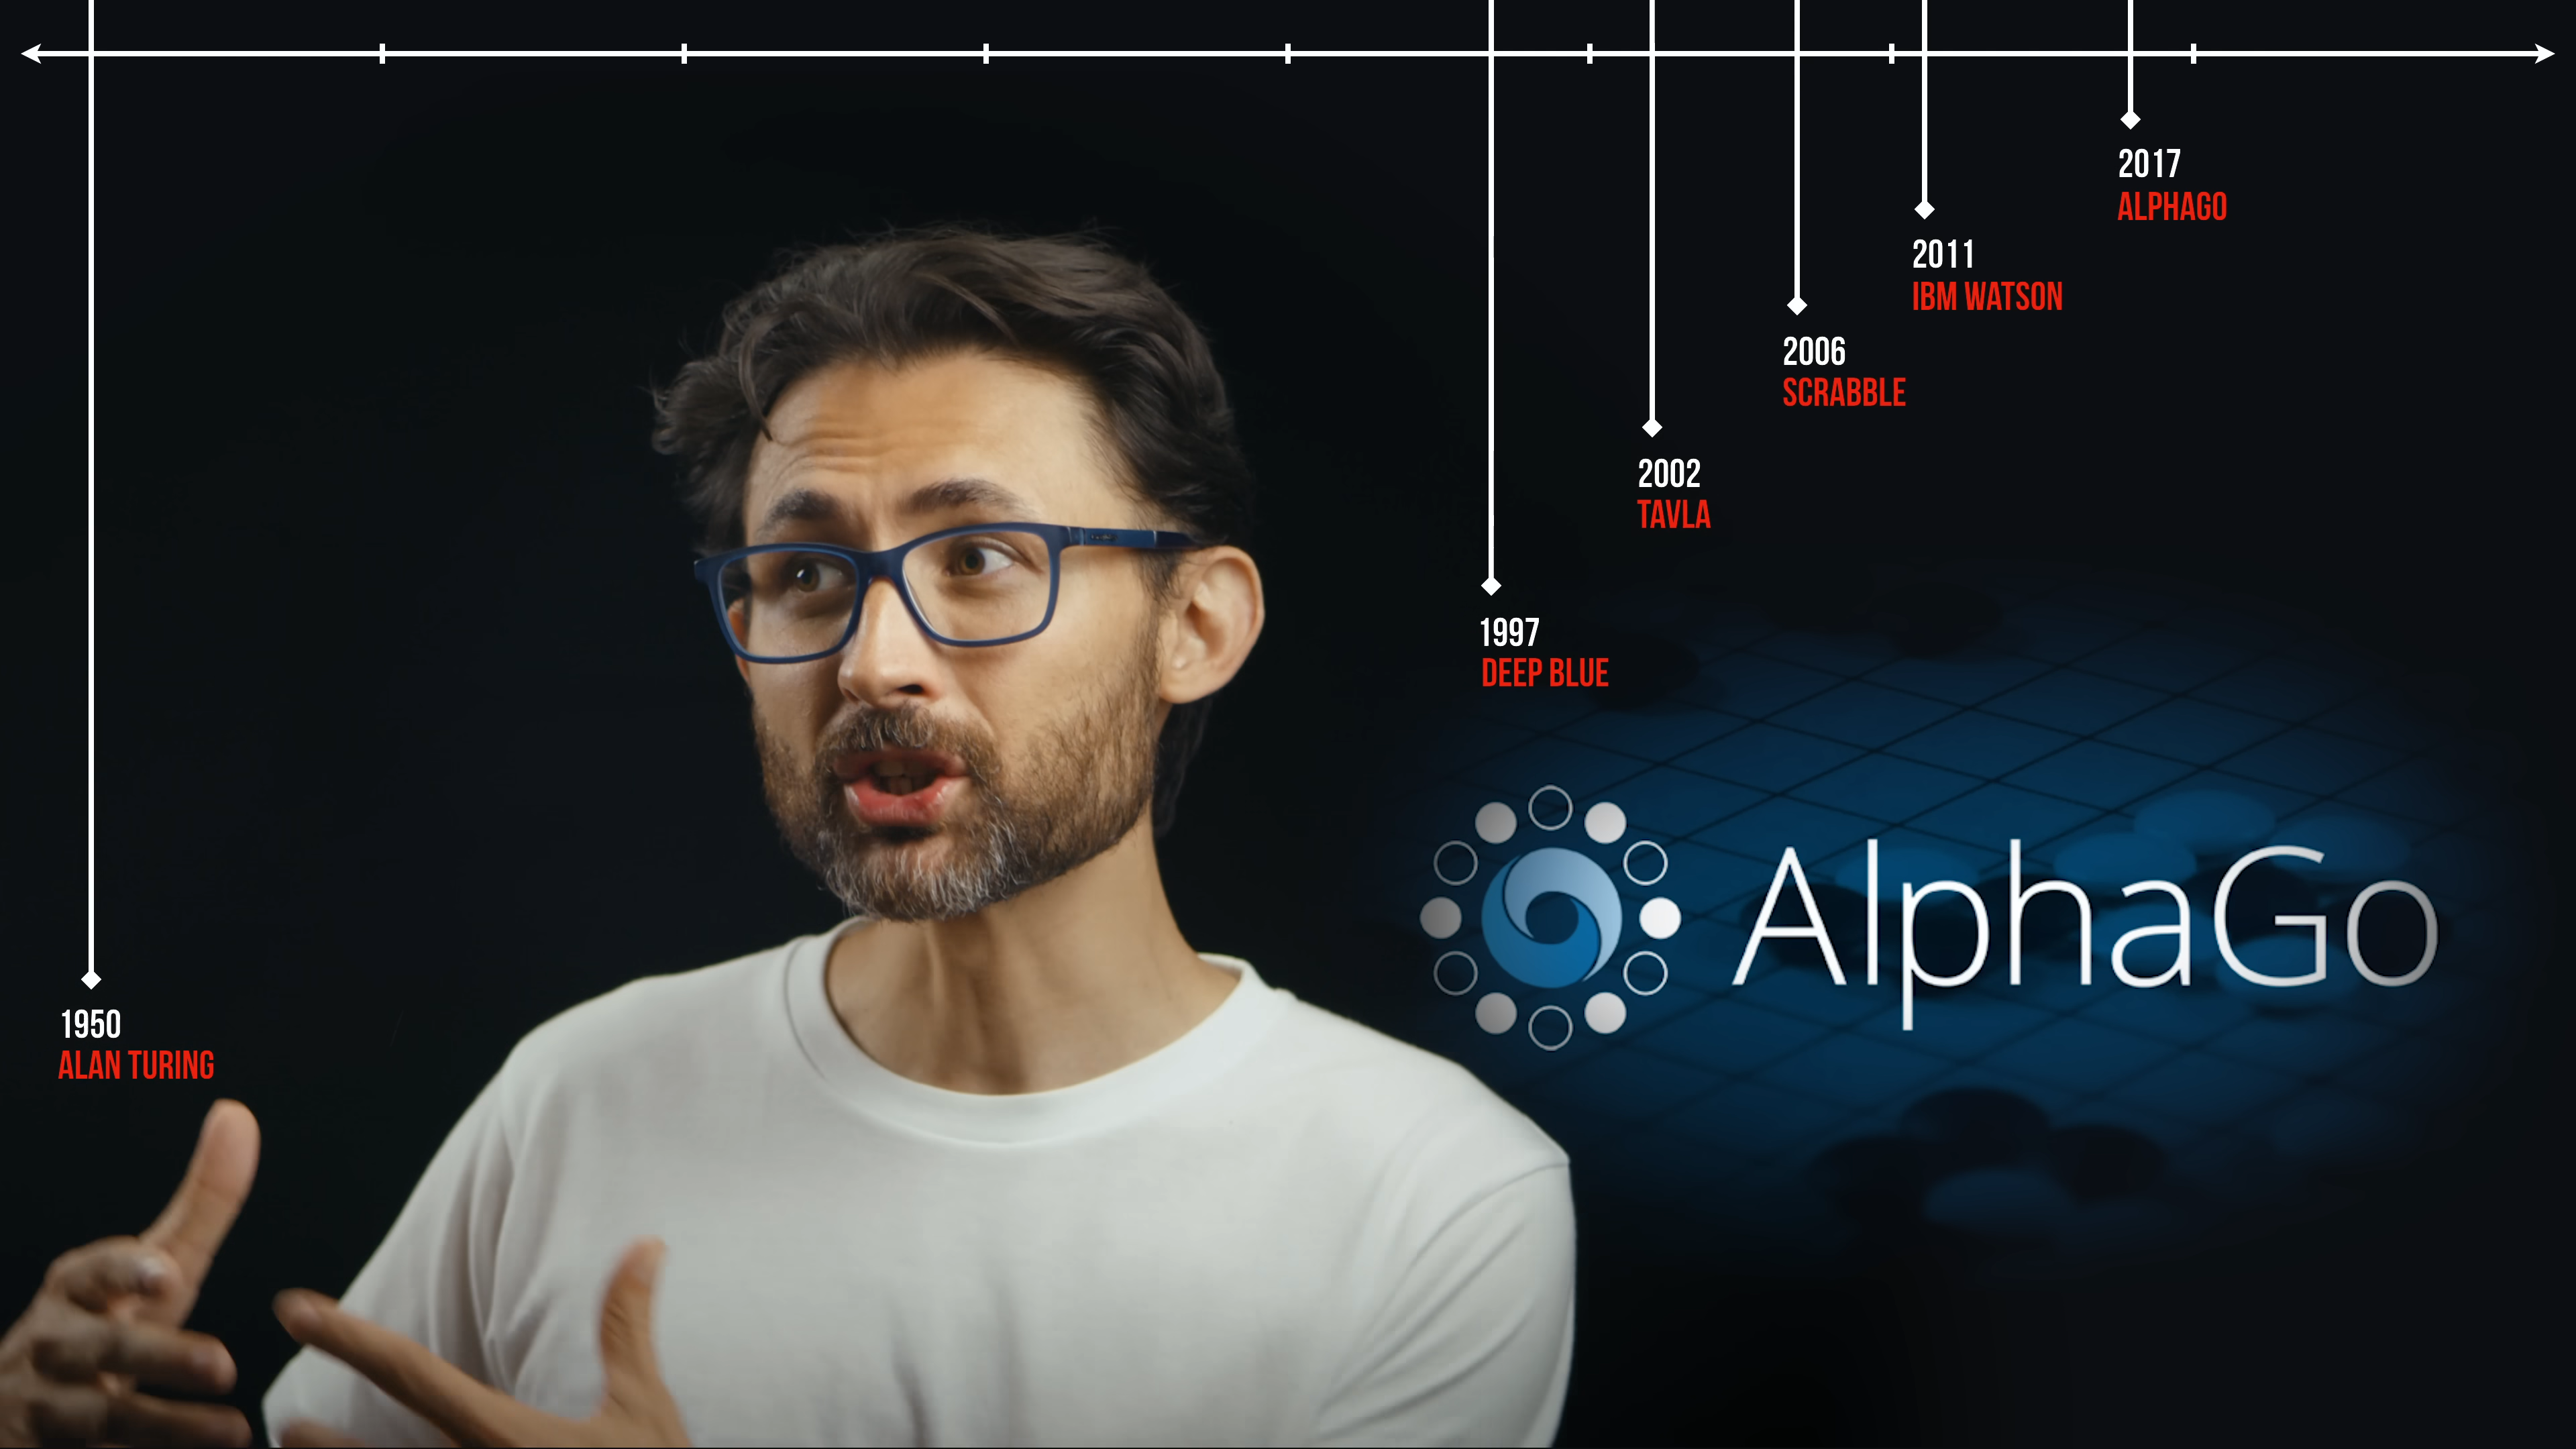 2017
ALPHAGO
2011
IBM WATSON
2006
SCRABBLE
2002
TAVLA
1997
DEEP BLUE
AlphaGo
1950
ALAN TURING